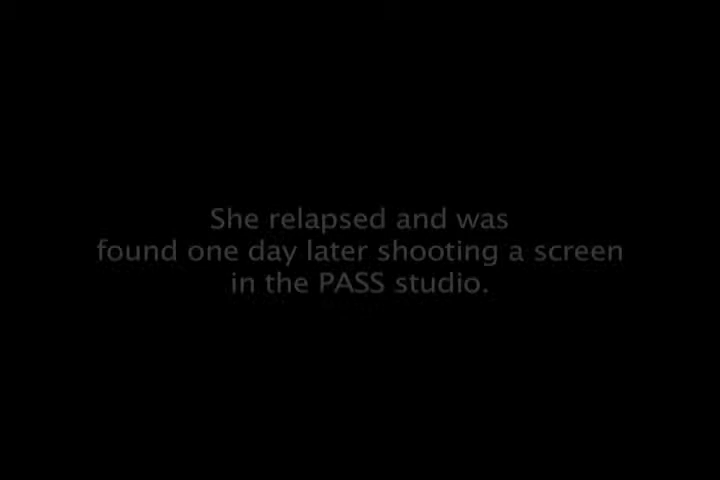 She relapsed and was
found one day later shooting a screen
in the PASS studio.